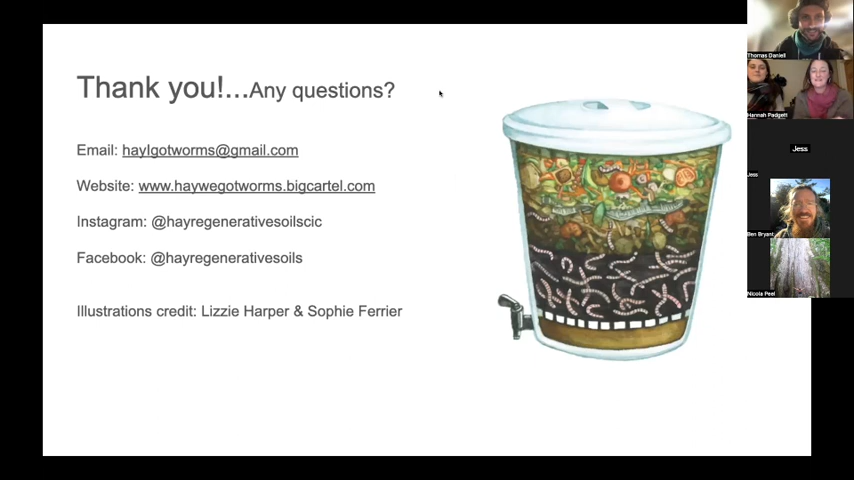 Thank you!...Any questions?
Email: hayIgotworms@gmail.com
Website: www.haywegotworms.bigcartel.com
Instagram: @hayregenerativesoilscic
Facebook: @hayregenerativesoils
Illustrations credit: Lizzie Harper & Sophie Ferrier
Thomas Daniell
Hannah Padgett
Jess
Jess
Ben Bryant
Nicola Peel